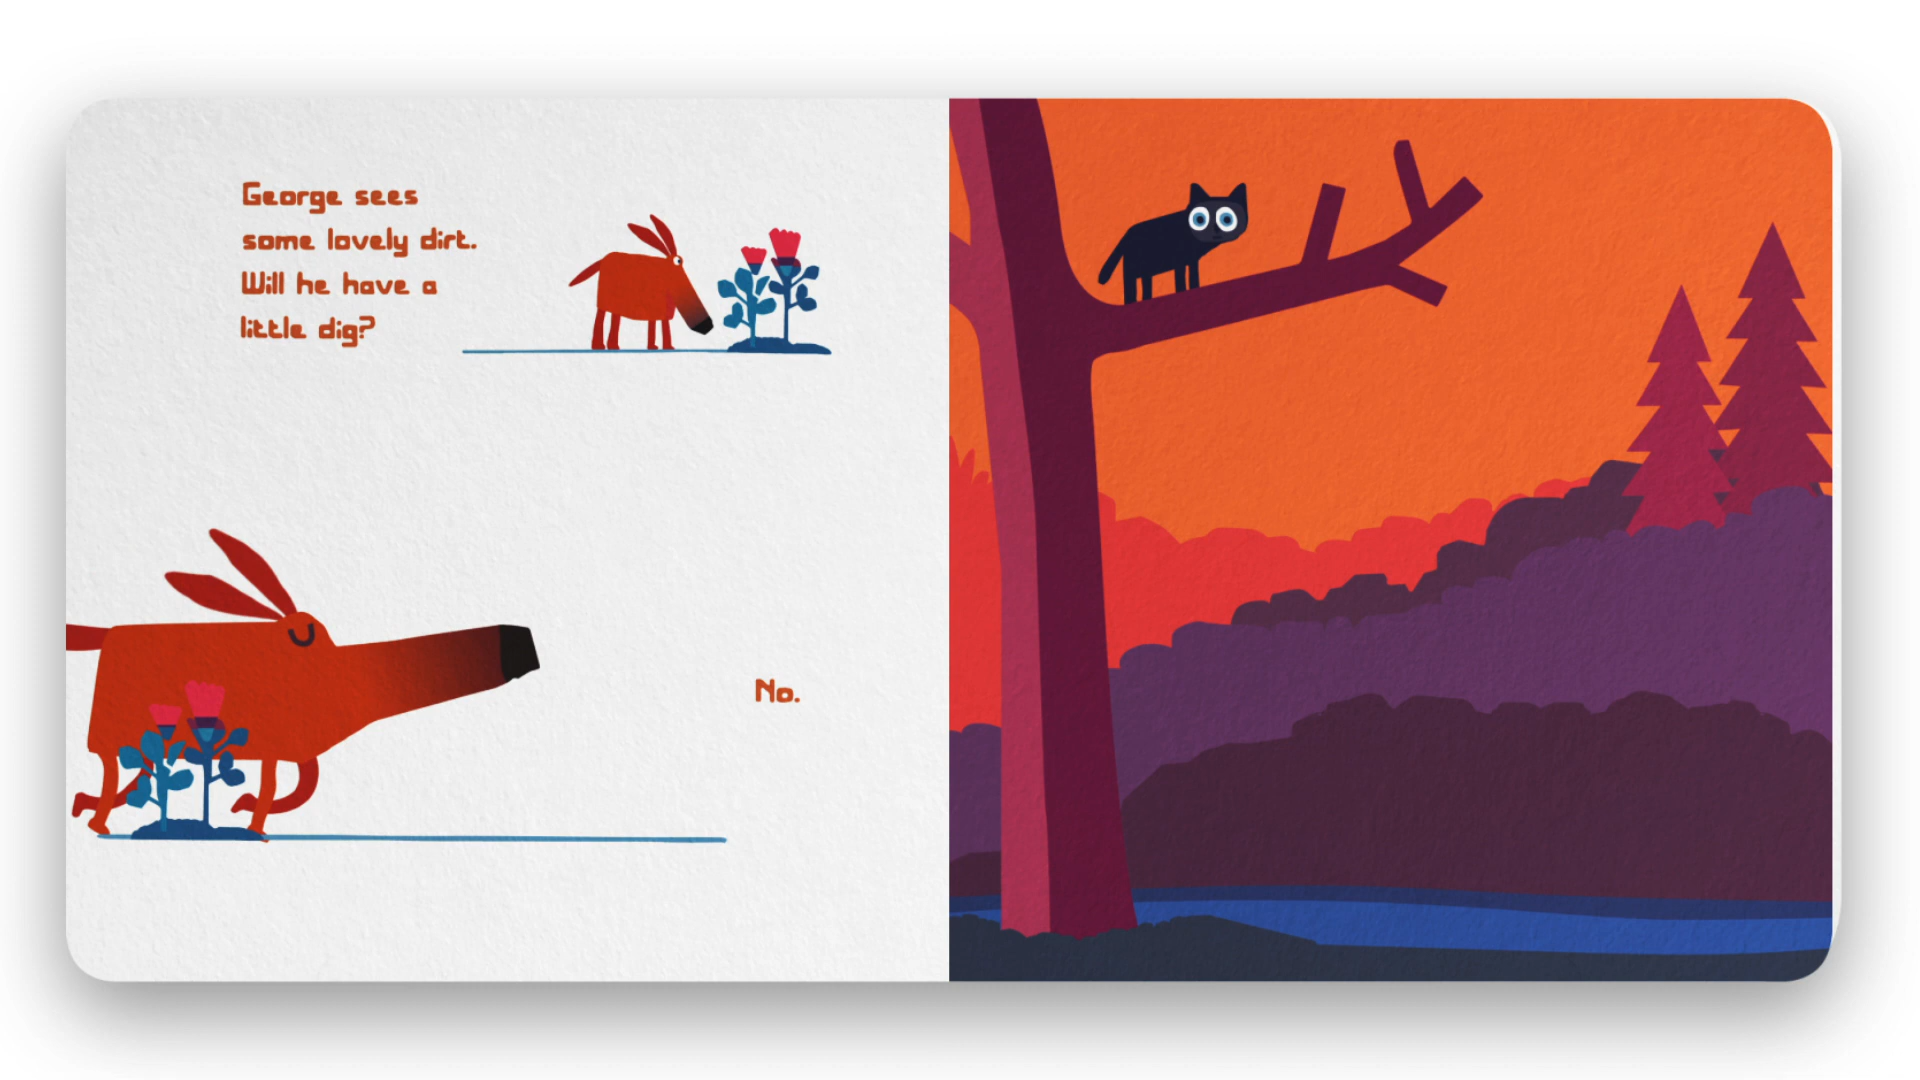 George sees
some lovely dirt.
Will he have a
little dig?
No.